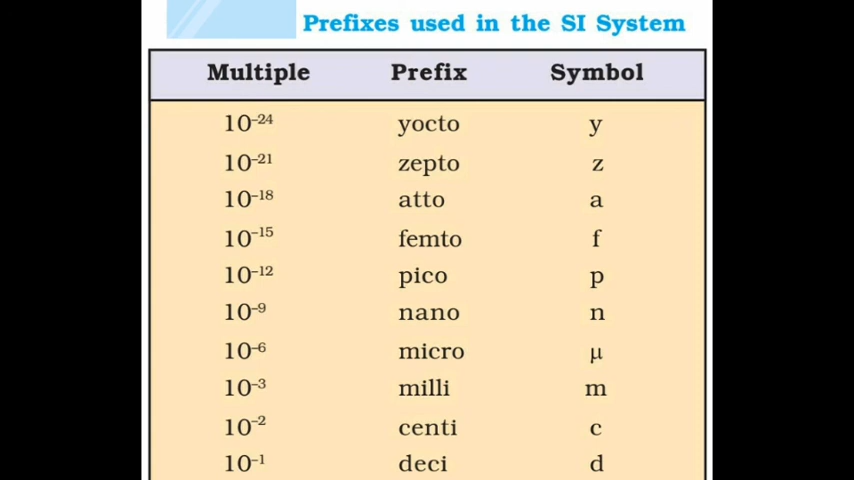 Prefixes used in the SI System
Multiple Prefix Symbol
10⁻²⁴ yocto y
10⁻²¹ zepto z
10⁻¹⁸ atto a
10⁻¹⁵ femto f
10⁻¹² pico p
10⁻⁹ nano n
10⁻⁶ micro μ
10⁻³ milli m
10⁻² centi c
10⁻¹ deci d